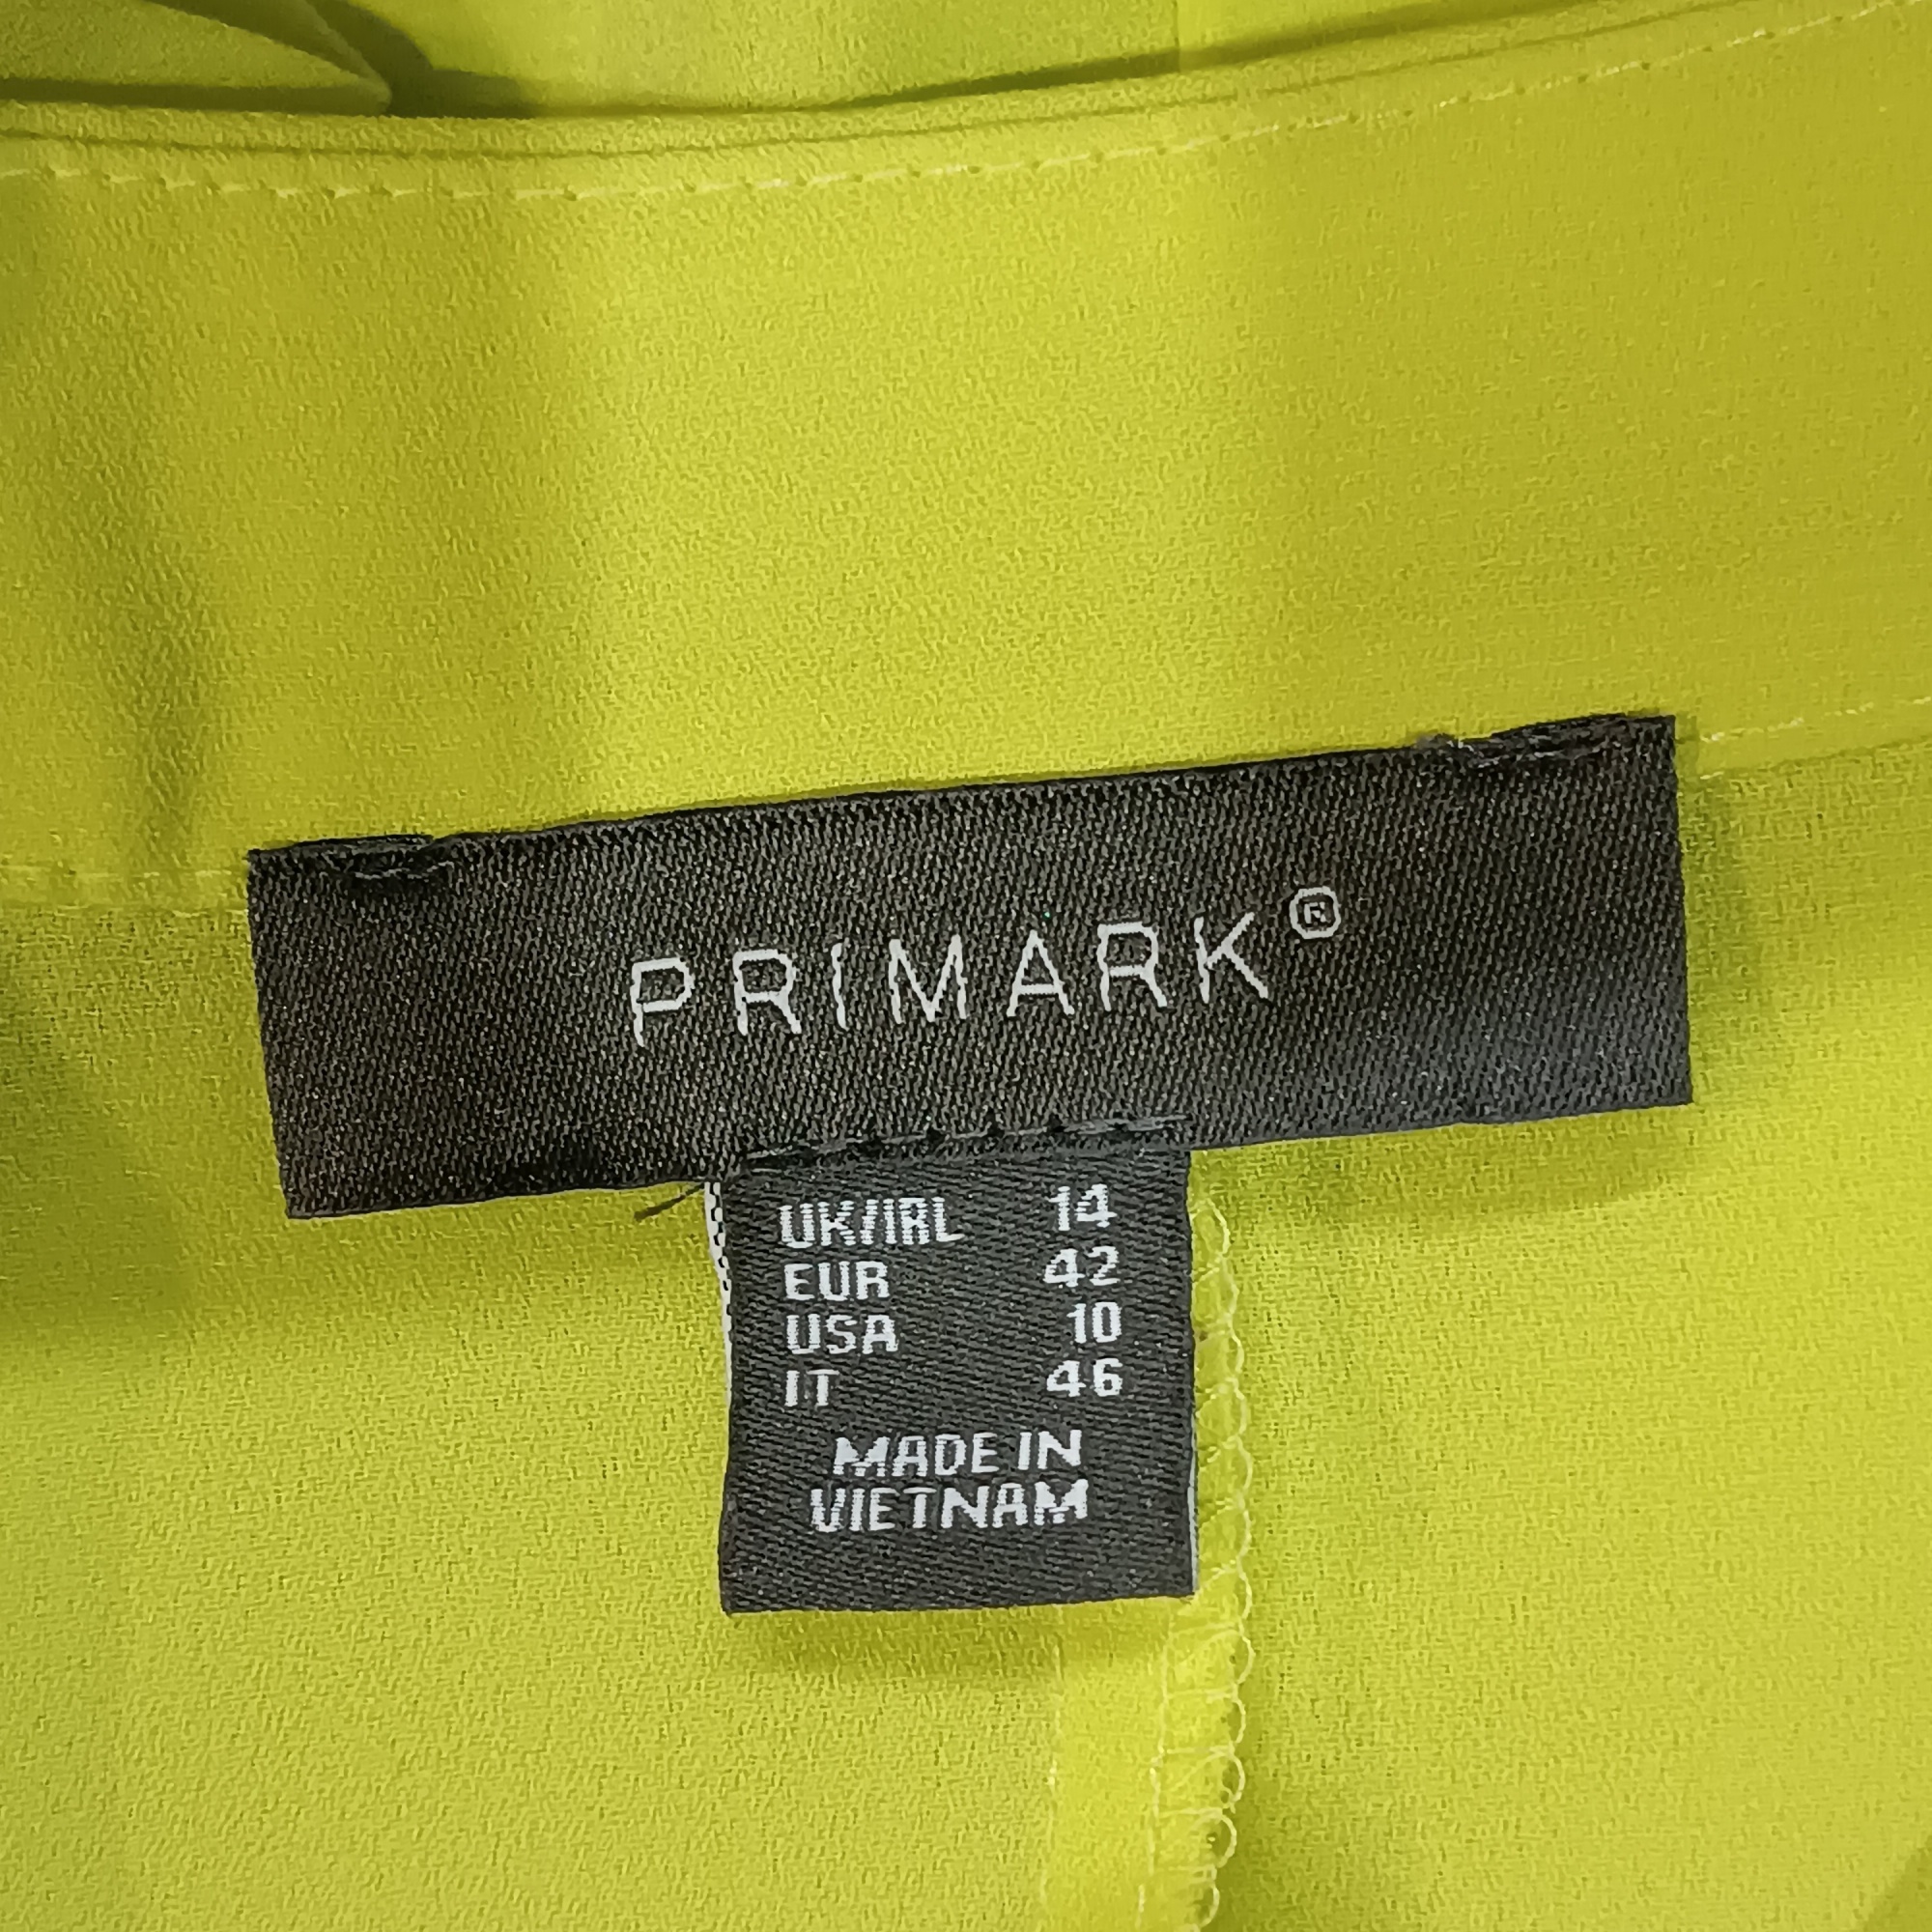 PRIMARK®
UK/IRL 14
EUR 42
USA 10
IT 46
MADE IN
VIETNAM